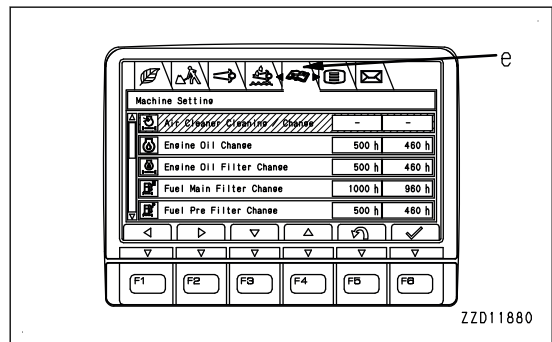 e
Machine Setting
Air Cleaner Cleaning / Change - -
Engine Oil Change 500 h 460 h
Engine Oil Filter Change 500 h 460 h
Fuel Main Filter Change 1000 h 960 h
Fuel Pre Filter Change 500 h 460 h
F1 F2 F3 F4 F5 F6
ZZD11880